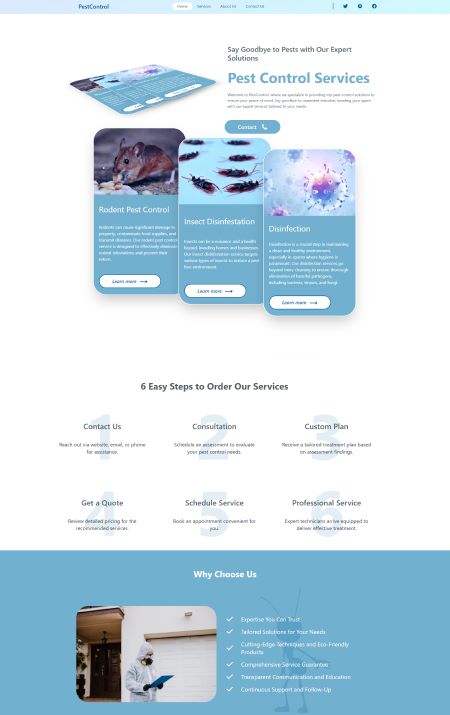 PestControl
Home Services About Us Contact Us
Say Goodbye to Pests with Our Expert
Solutions
Pest Control Services
Welcome to PestControl where we specialize in providing top pest control solutions to
ensure your peace of mind. Say goodbye to unwanted intruders invading your space
with our expert services tailored to your needs.
Contact
Rodent Pest Control
Rodents can cause significant damage to
property, contaminate food supplies, and
transmit diseases. Our rodent pest control
service is designed to effectively eliminate
rodent infestations and prevent their
return.
Learn more
Insect Disinfestation
Insects can be a nuisance and a health
hazard, invading homes and businesses.
Our insect disinfestation service targets
various types of insects to restore a pest-
free environment.
Learn more
Disinfection
Disinfection is a crucial step in maintaining
a clean and healthy environment,
especially in spaces where hygiene is
paramount. Our disinfection services go
beyond mere cleaning to ensure thorough
elimination of harmful pathogens,
including bacteria, viruses, and fungi.
Learn more
6 Easy Steps to Order Our Services
1
Contact Us
Reach out via website, email, or phone
for assistance.
2
Consultation
Schedule an assessment to evaluate
your pest control needs.
3
Custom Plan
Receive a tailored treatment plan based
on assessment findings.
4
Get a Quote
Review detailed pricing for the
recommended services.
5
Schedule Service
Book an appointment convenient for
you.
6
Professional Service
Expert technicians arrive equipped to
deliver effective treatment.
Why Choose Us
Expertise You Can Trust
Tailored Solutions for Your Needs
Cutting-Edge Techniques and Eco-Friendly
Products
Comprehensive Service Guarantee
Transparent Communication and Education
Continuous Support and Follow-Up